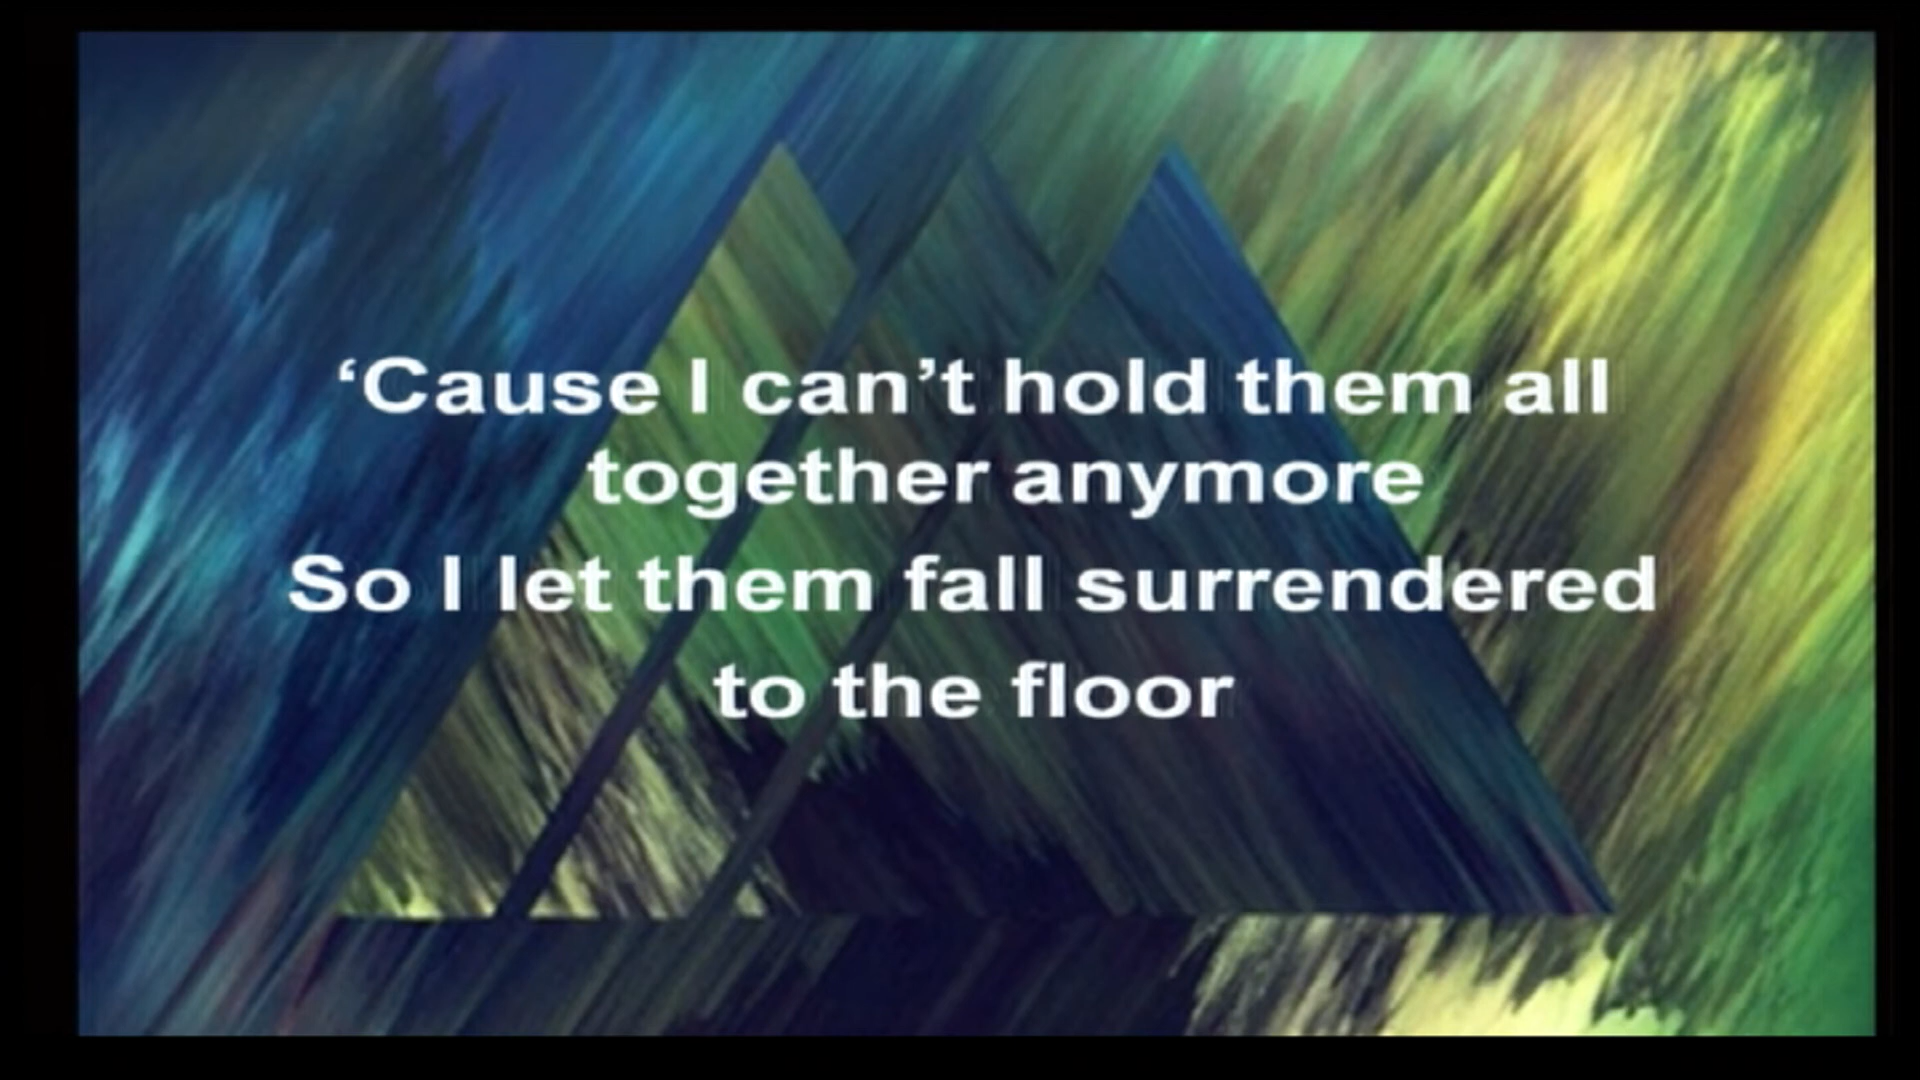 ‘Cause I can’t hold them all
together anymore
So I let them fall surrendered
to the floor